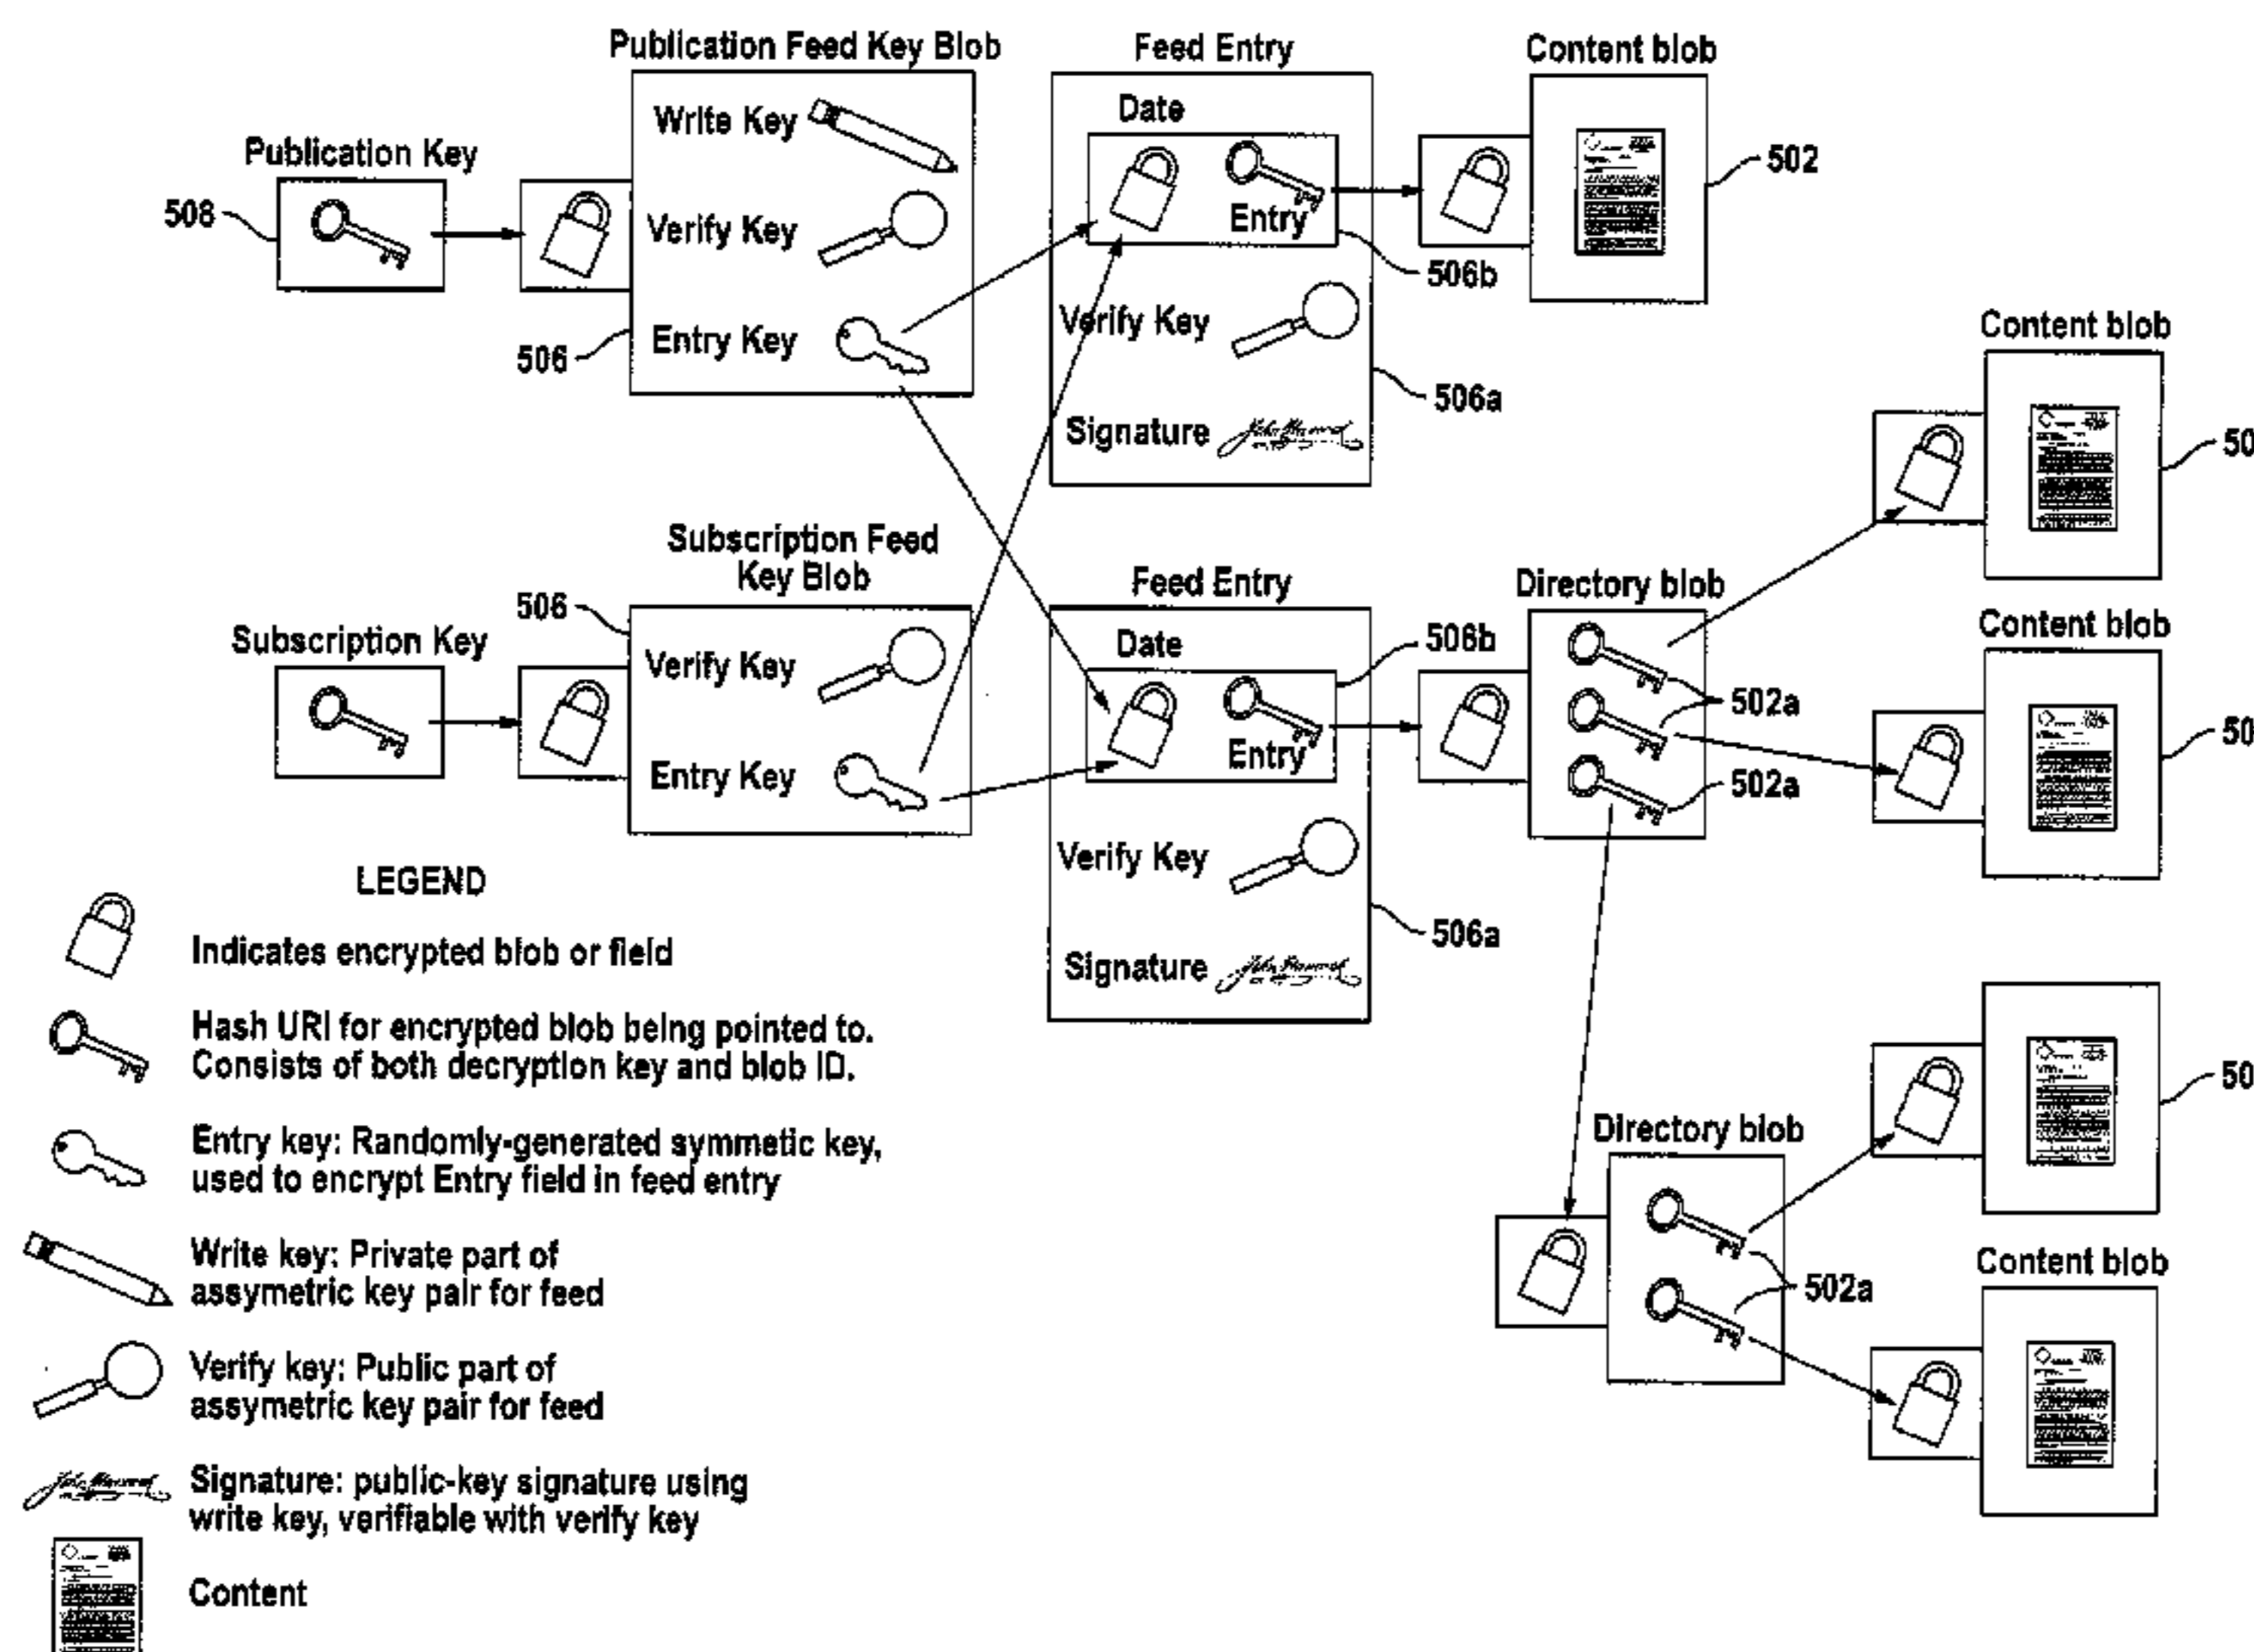 Publication Feed Key Blob
Feed Entry
Content blob
Write Key
Date
Publication Key
502
508
Verify Key
Entry
506b
Verify Key
Content blob
506
Entry Key
506a
Signature
50
Subscription Feed
Key Blob
Feed Entry
Directory blob
506
Content blob
Subscription Key
Verify Key
Date
506b
502a
50
Entry
Entry Key
502a
Verify Key
506a
Signature
LEGEND
Indicates encrypted blob or field
Hash URI for encrypted blob being pointed to.
Consists of both decryption key and blob ID.
Entry key: Randomly-generated symmetic key,
used to encrypt Entry field in feed entry
Write key: Private part of
assymetric key pair for feed
Verify key: Public part of
assymetric key pair for feed
Signature: public-key signature using
write key, verifiable with verify key
Content
50
Directory blob
Content blob
502a